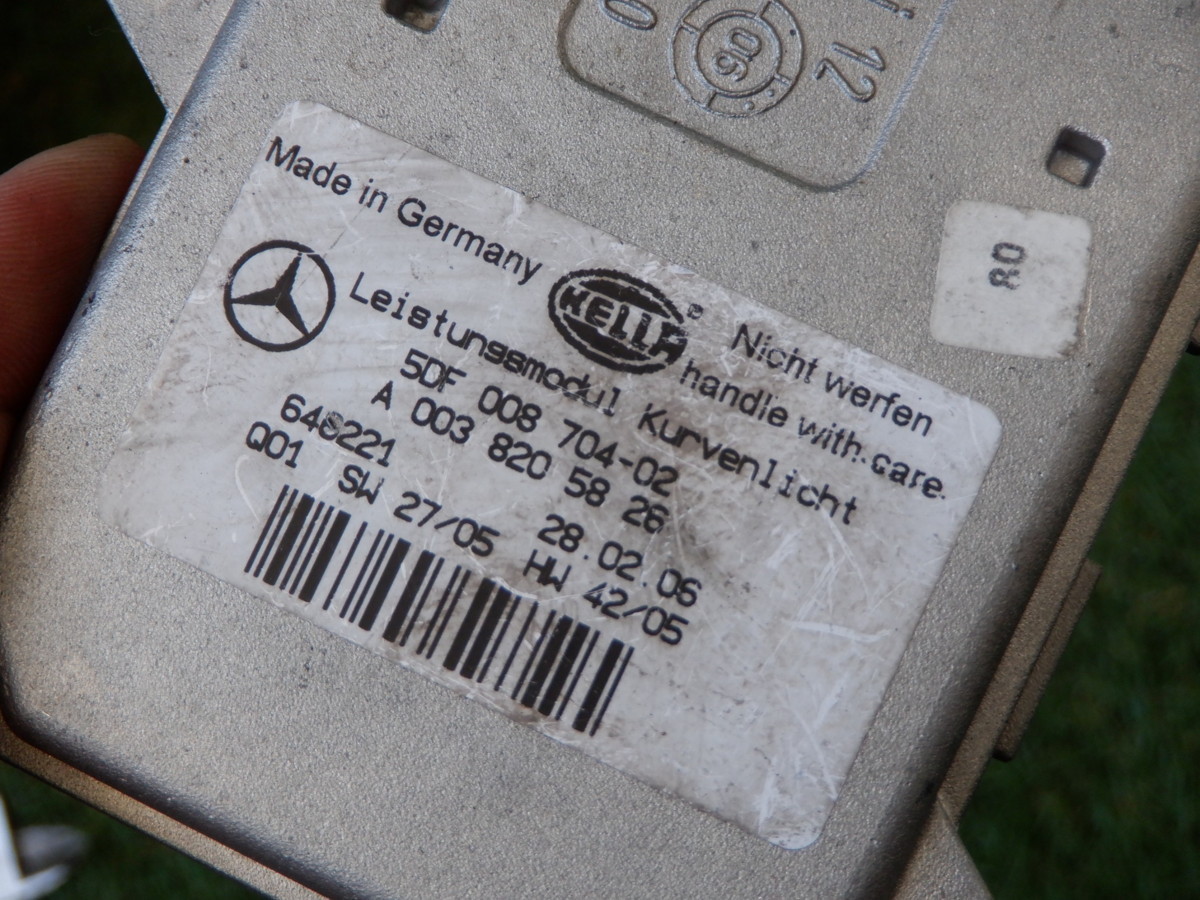 12
Made in Germany
HELLA
®
Nicht werfen
handle with care.
Leistungsmodul Kurvenlicht
5DF 008 704-02
A 003 820 58 26
648221 28.02.06
Q01 SW 27/05 HW 42/05